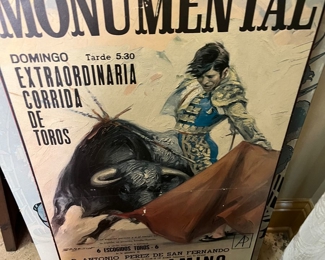 MONUMENTAL
DOMINGO Tarde 5:30
EXTRAORDINARIA
CORRIDA
DE
TOROS
6 ESCOGIDOS TOROS - 6
ANTONIO PEREZ DE SAN FERNANDO